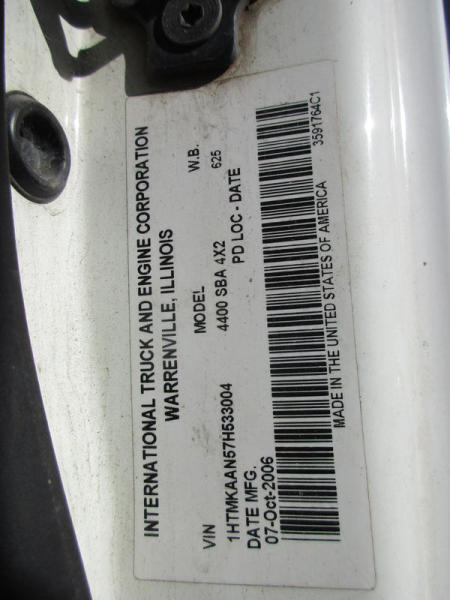 INTERNATIONAL TRUCK AND ENGINE CORPORATION
WARRENVILLE, ILLINOIS
VIN MODEL W.B.
1HTMKAAN57H533004 4400 SBA 4X2 625
DATE MFG. PD LOC - DATE
07-Oct-2006
MADE IN THE UNITED STATES OF AMERICA 3591764C1